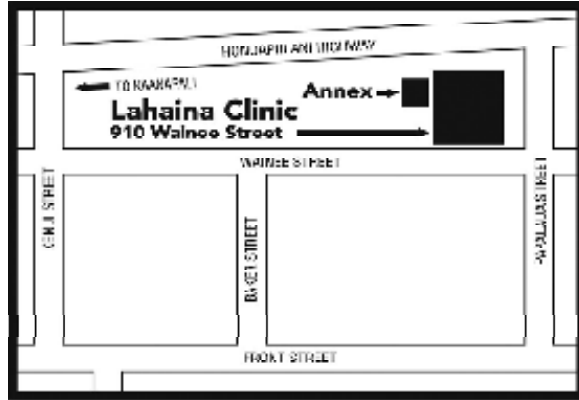 HONOAPIILANI HIGHWAY
TO KAANAPALI
Annex
Lahaina Clinic
910 Wainee Street
WAINEE STREET
BAKER STREET
FRONT STREET